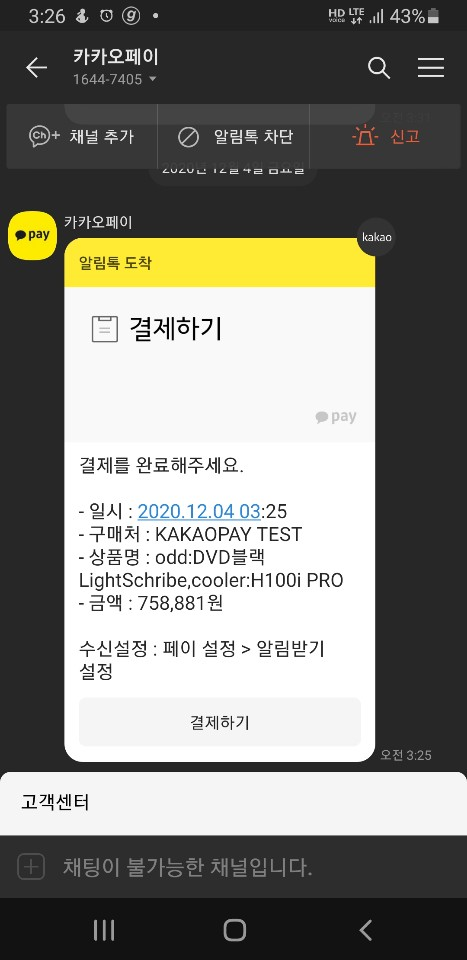 3:26
HD voice LTE 43%
카카오페이
1644-7405
Ch+ 채널 추가
알림톡 차단
신고
2020년 12월 4일 금요일
pay
카카오페이
kakao
알림톡 도착
결제하기
pay
결제를 완료해주세요.
- 일시 : 2020.12.04 03:25
- 구매처 : KAKAOPAY TEST
- 상품명 : odd:DVD블랙
LightSchribe,cooler:H100i PRO
- 금액 : 758,881원
수신설정 : 페이 설정 > 알림받기
설정
결제하기
오전 3:25
고객센터
채팅이 불가능한 채널입니다.